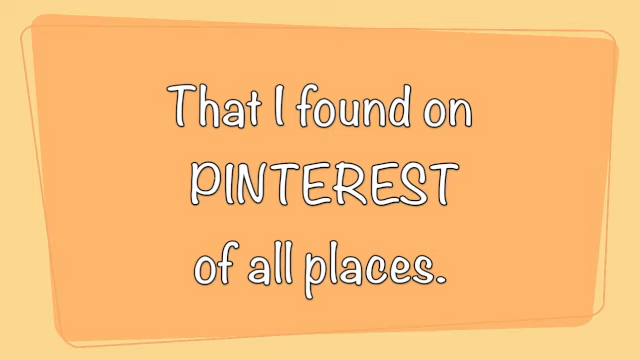 That I found on
PINTEREST
of all places.